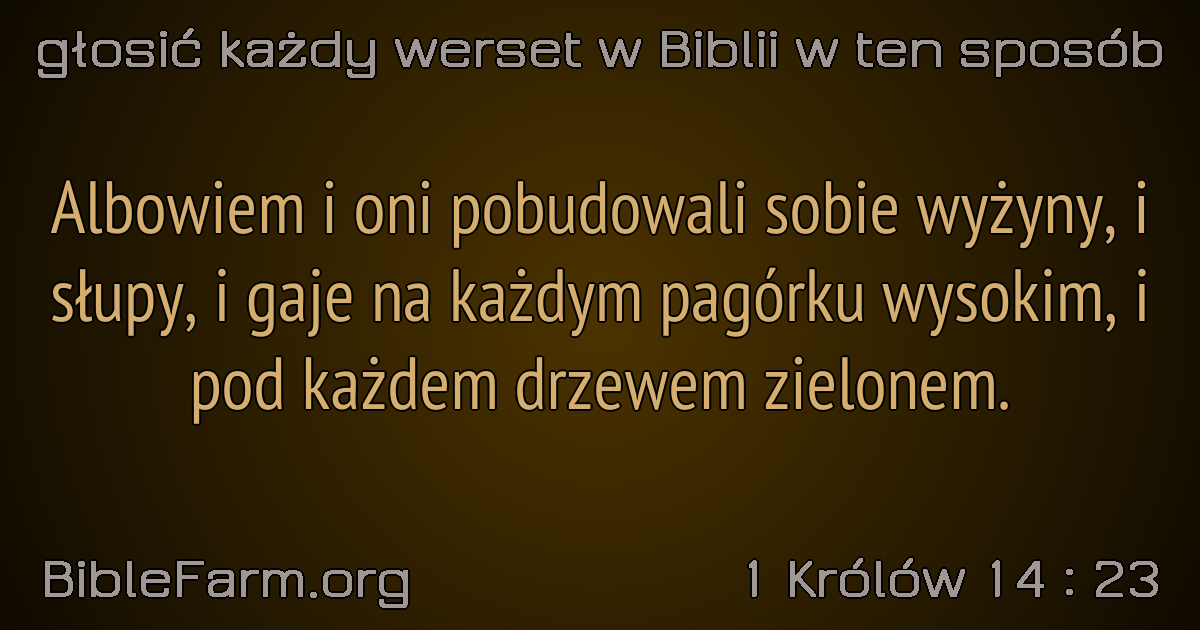 głosić każdy werset w Biblii w ten sposób
Albowiem i oni pobudowali sobie wyżyny, i
słupy, i gaje na każdym pagórku wysokim, i
pod każdem drzewem zielonem.
BibleFarm.org
1 Królów 14 : 23